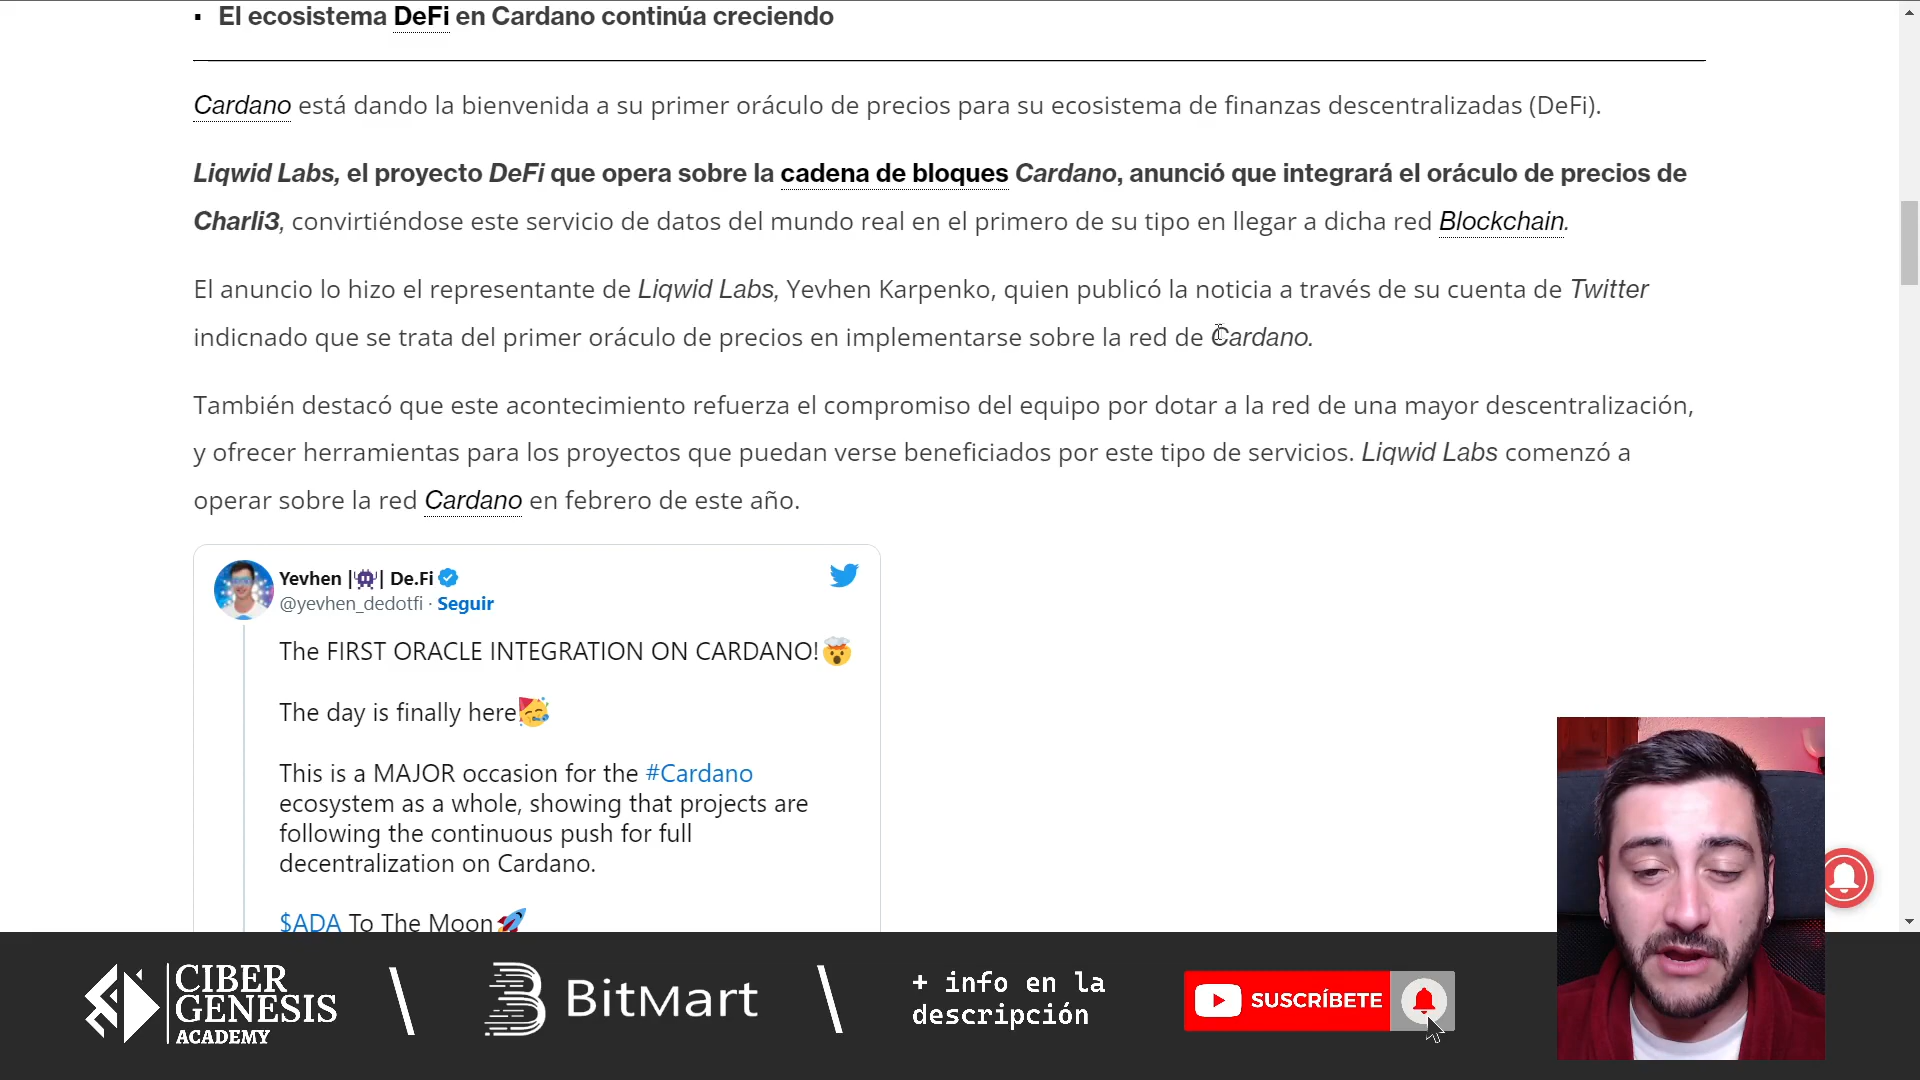 ▪ El ecosistema DeFi en Cardano continúa creciendo
Cardano está dando la bienvenida a su primer oráculo de precios para su ecosistema de finanzas descentralizadas (DeFi).
Liqwid Labs, el proyecto DeFi que opera sobre la cadena de bloques Cardano, anunció que integrará el oráculo de precios de
Charli3, convirtiéndose este servicio de datos del mundo real en el primero de su tipo en llegar a dicha red Blockchain.
El anuncio lo hizo el representante de Liqwid Labs, Yevhen Karpenko, quien publicó la noticia a través de su cuenta de Twitter
indicnado que se trata del primer oráculo de precios en implementarse sobre la red de Cardano.
También destacó que este acontecimiento refuerza el compromiso del equipo por dotar a la red de una mayor descentralización,
y ofrecer herramientas para los proyectos que puedan verse beneficiados por este tipo de servicios. Liqwid Labs comenzó a
operar sobre la red Cardano en febrero de este año.
Yevhen |👾| De.Fi
@yevhen_dedotfi · Seguir
The FIRST ORACLE INTEGRATION ON CARDANO!🤯
The day is finally here🥳
This is a MAJOR occasion for the #Cardano
ecosystem as a whole, showing that projects are
following the continuous push for full
decentralization on Cardano.
$ADA To The Moon🚀
CIBER
GENESIS
ACADEMY
\
BitMart
\
+ info en la
descripción
SUSCRÍBETE